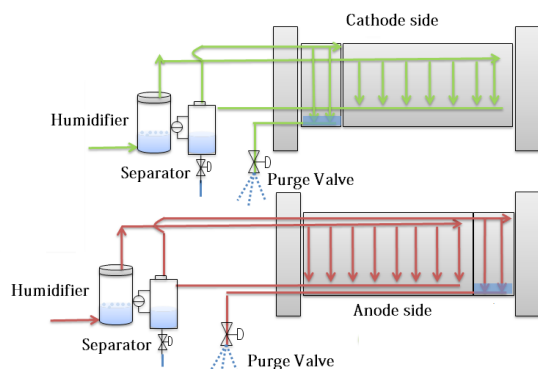 Cathode side
Humidifier
Separator
Purge Valve
Humidifier
Anode side
Separator
Purge Valve